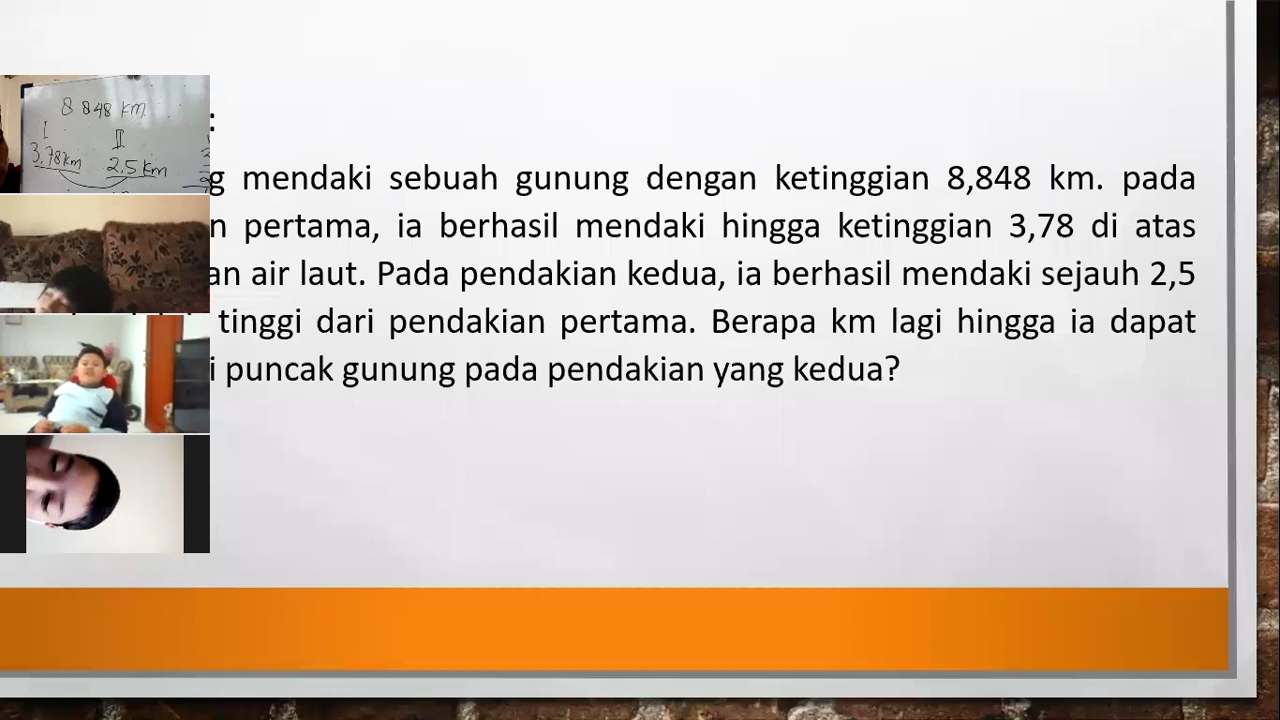 8 848 km
I II
3.78 km 2.5 km
:
g mendaki sebuah gunung dengan ketinggian 8,848 km. pada
n pertama, ia berhasil mendaki hingga ketinggian 3,78 di atas
an air laut. Pada pendakian kedua, ia berhasil mendaki sejauh 2,5
tinggi dari pendakian pertama. Berapa km lagi hingga ia dapat
i puncak gunung pada pendakian yang kedua?